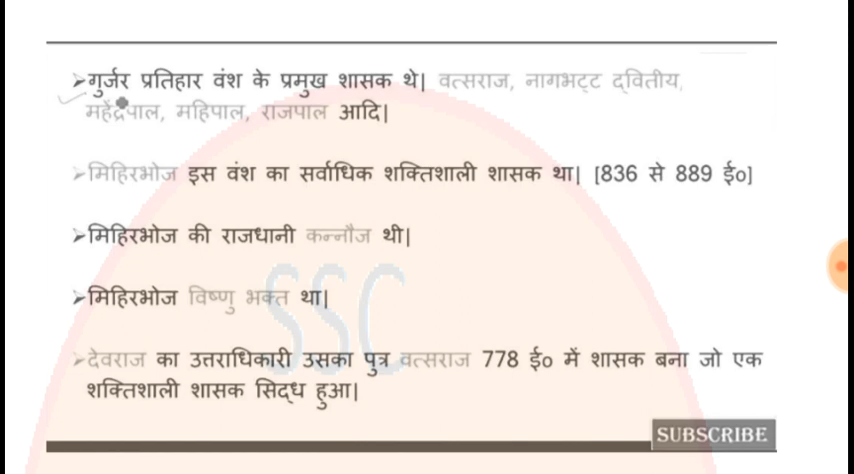 ➢गुर्जर प्रतिहार वंश के प्रमुख शासक थे| वत्सराज, नागभट्ट द्वितीय,
महेंद्रपाल, महिपाल, राजपाल आदि|
➢मिहिरभोज इस वंश का सर्वाधिक शक्तिशाली शासक था| [836 से 889 ई०]
➢मिहिरभोज की राजधानी कन्नौज थी|
➢मिहिरभोज विष्णु भक्त था|
SSC
➢देवराज का उत्तराधिकारी उसका पुत्र वत्सराज 778 ई० में शासक बना जो एक
शक्तिशाली शासक सिद्ध हुआ|
SUBSCRIBE